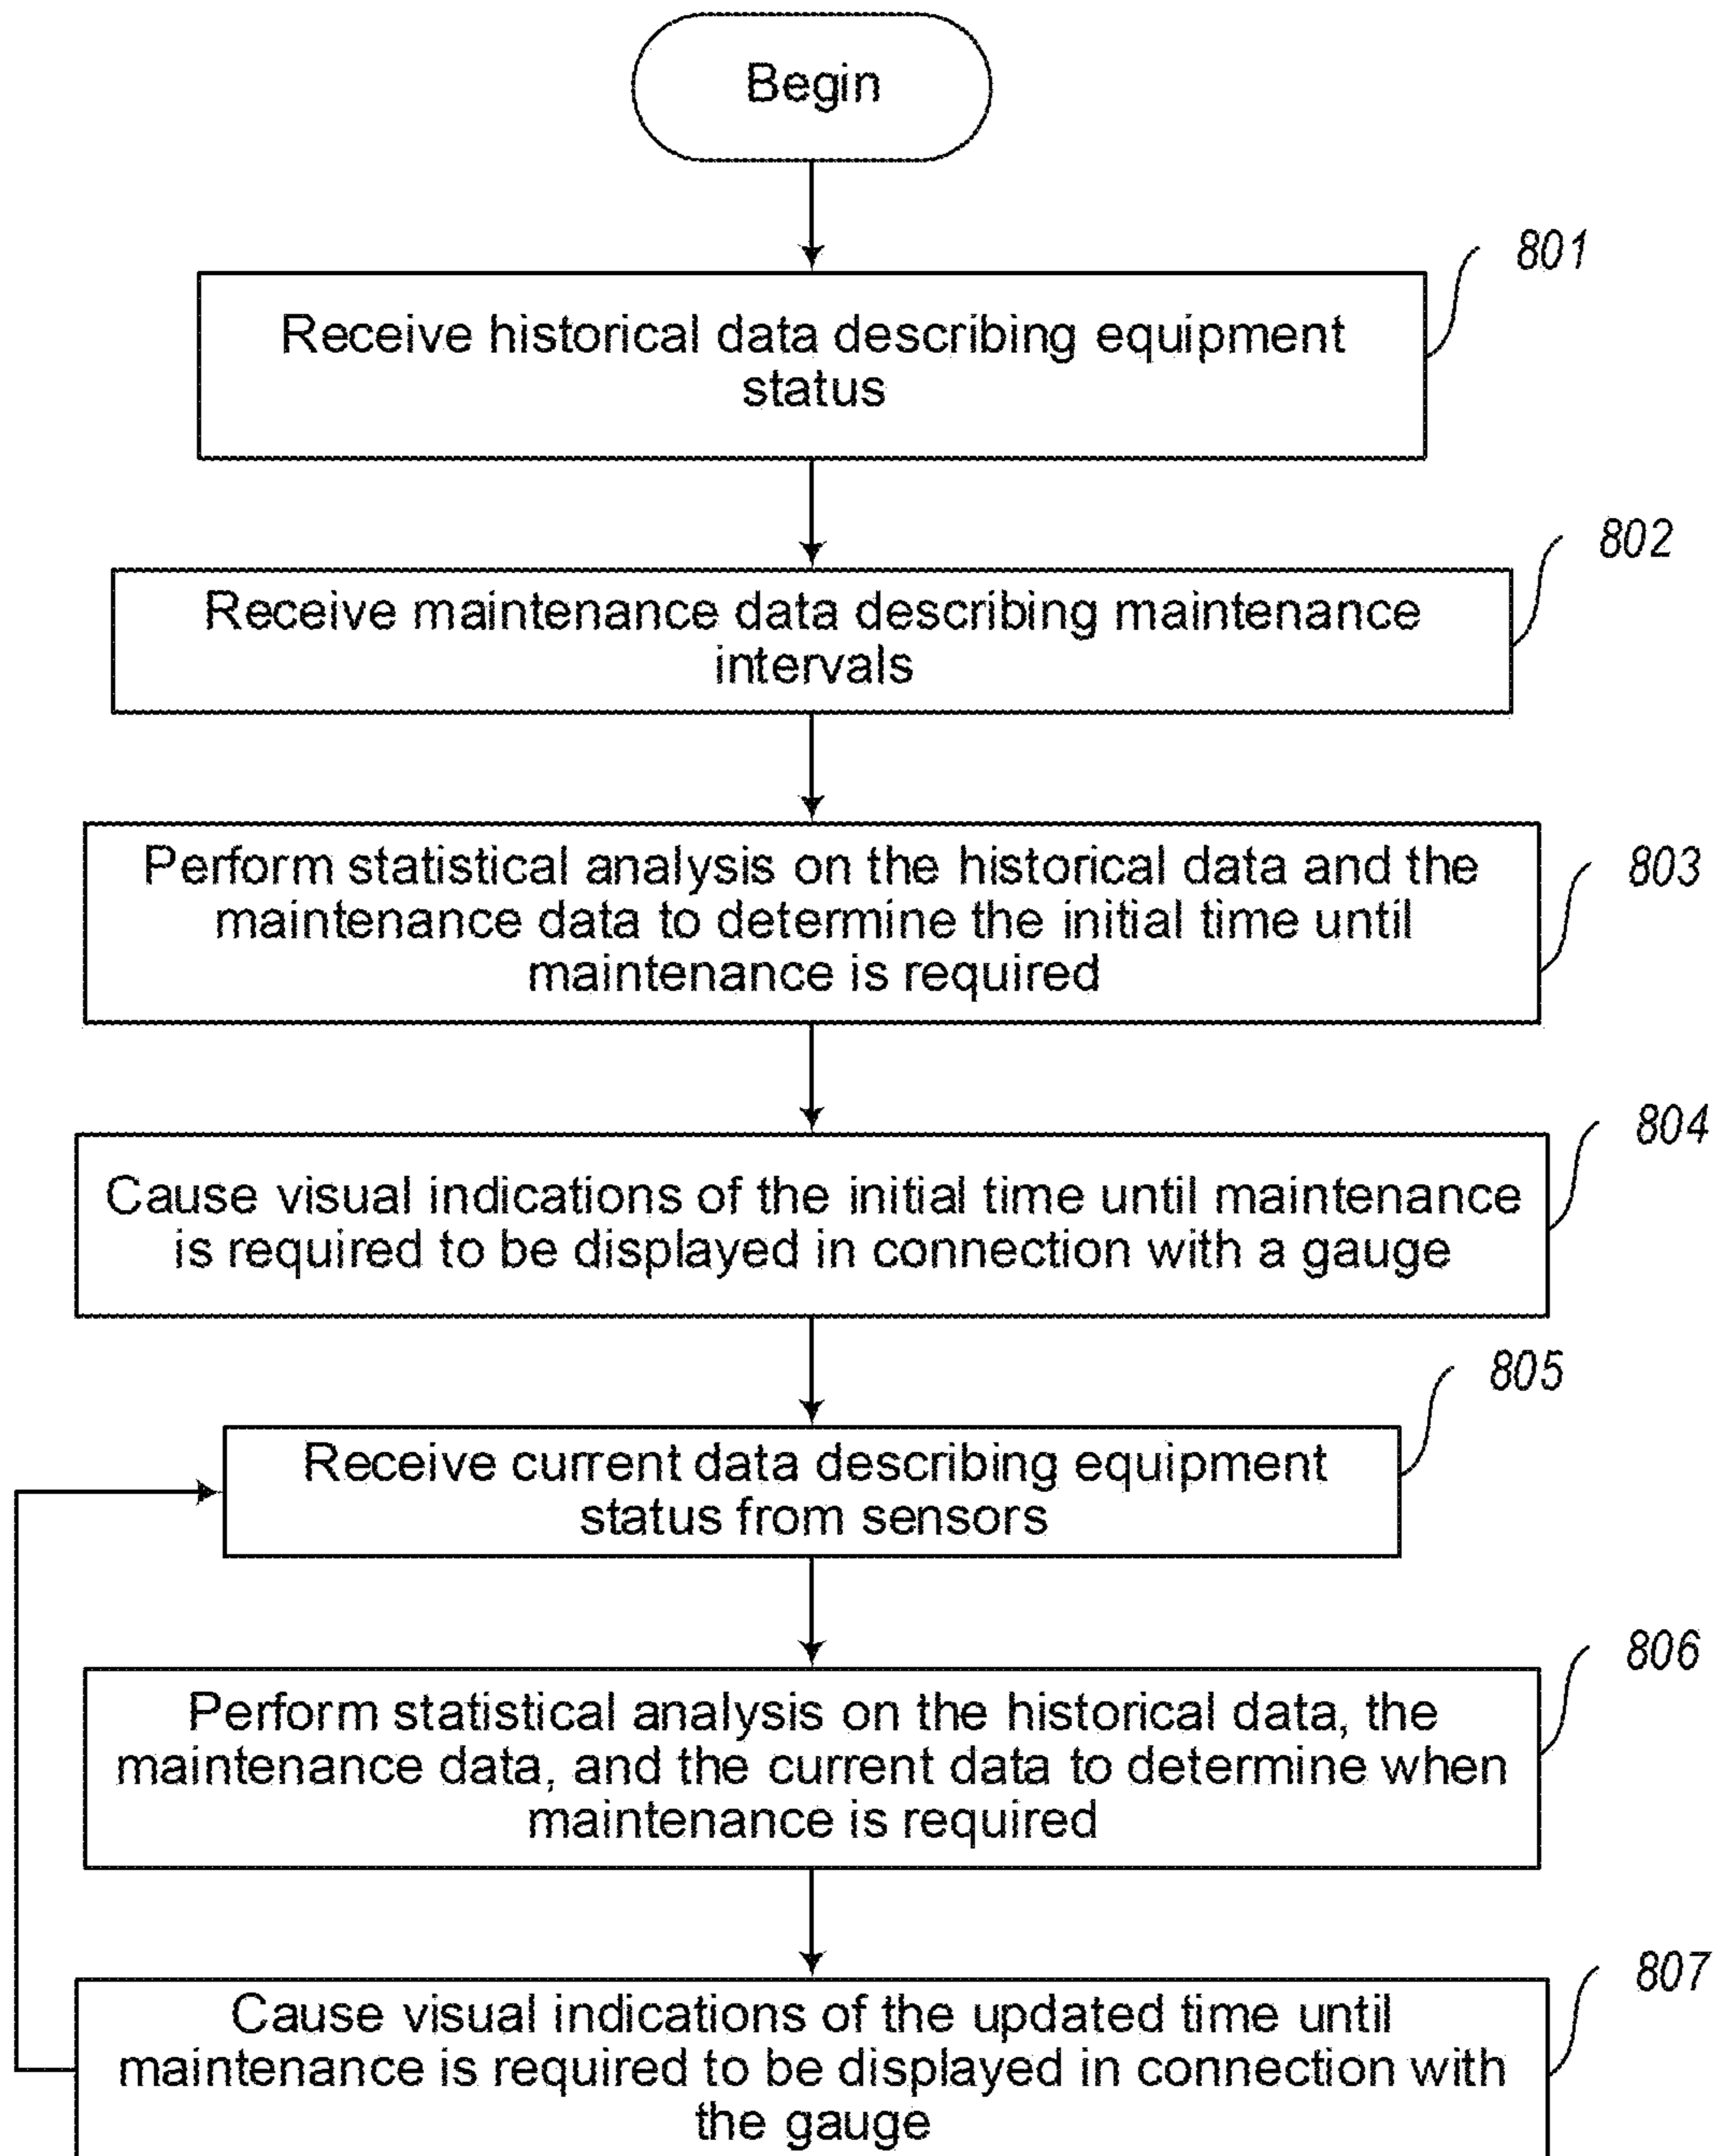 Begin
801
Receive historical data describing equipment
status
802
Receive maintenance data describing maintenance
intervals
803
Perform statistical analysis on the historical data and the
maintenance data to determine the initial time until
maintenance is required
804
Cause visual indications of the initial time until maintenance
is required to be displayed in connection with a gauge
805
Receive current data describing equipment
status from sensors
806
Perform statistical analysis on the historical data, the
maintenance data, and the current data to determine when
maintenance is required
807
Cause visual indications of the updated time until
maintenance is required to be displayed in connection with
the gauge